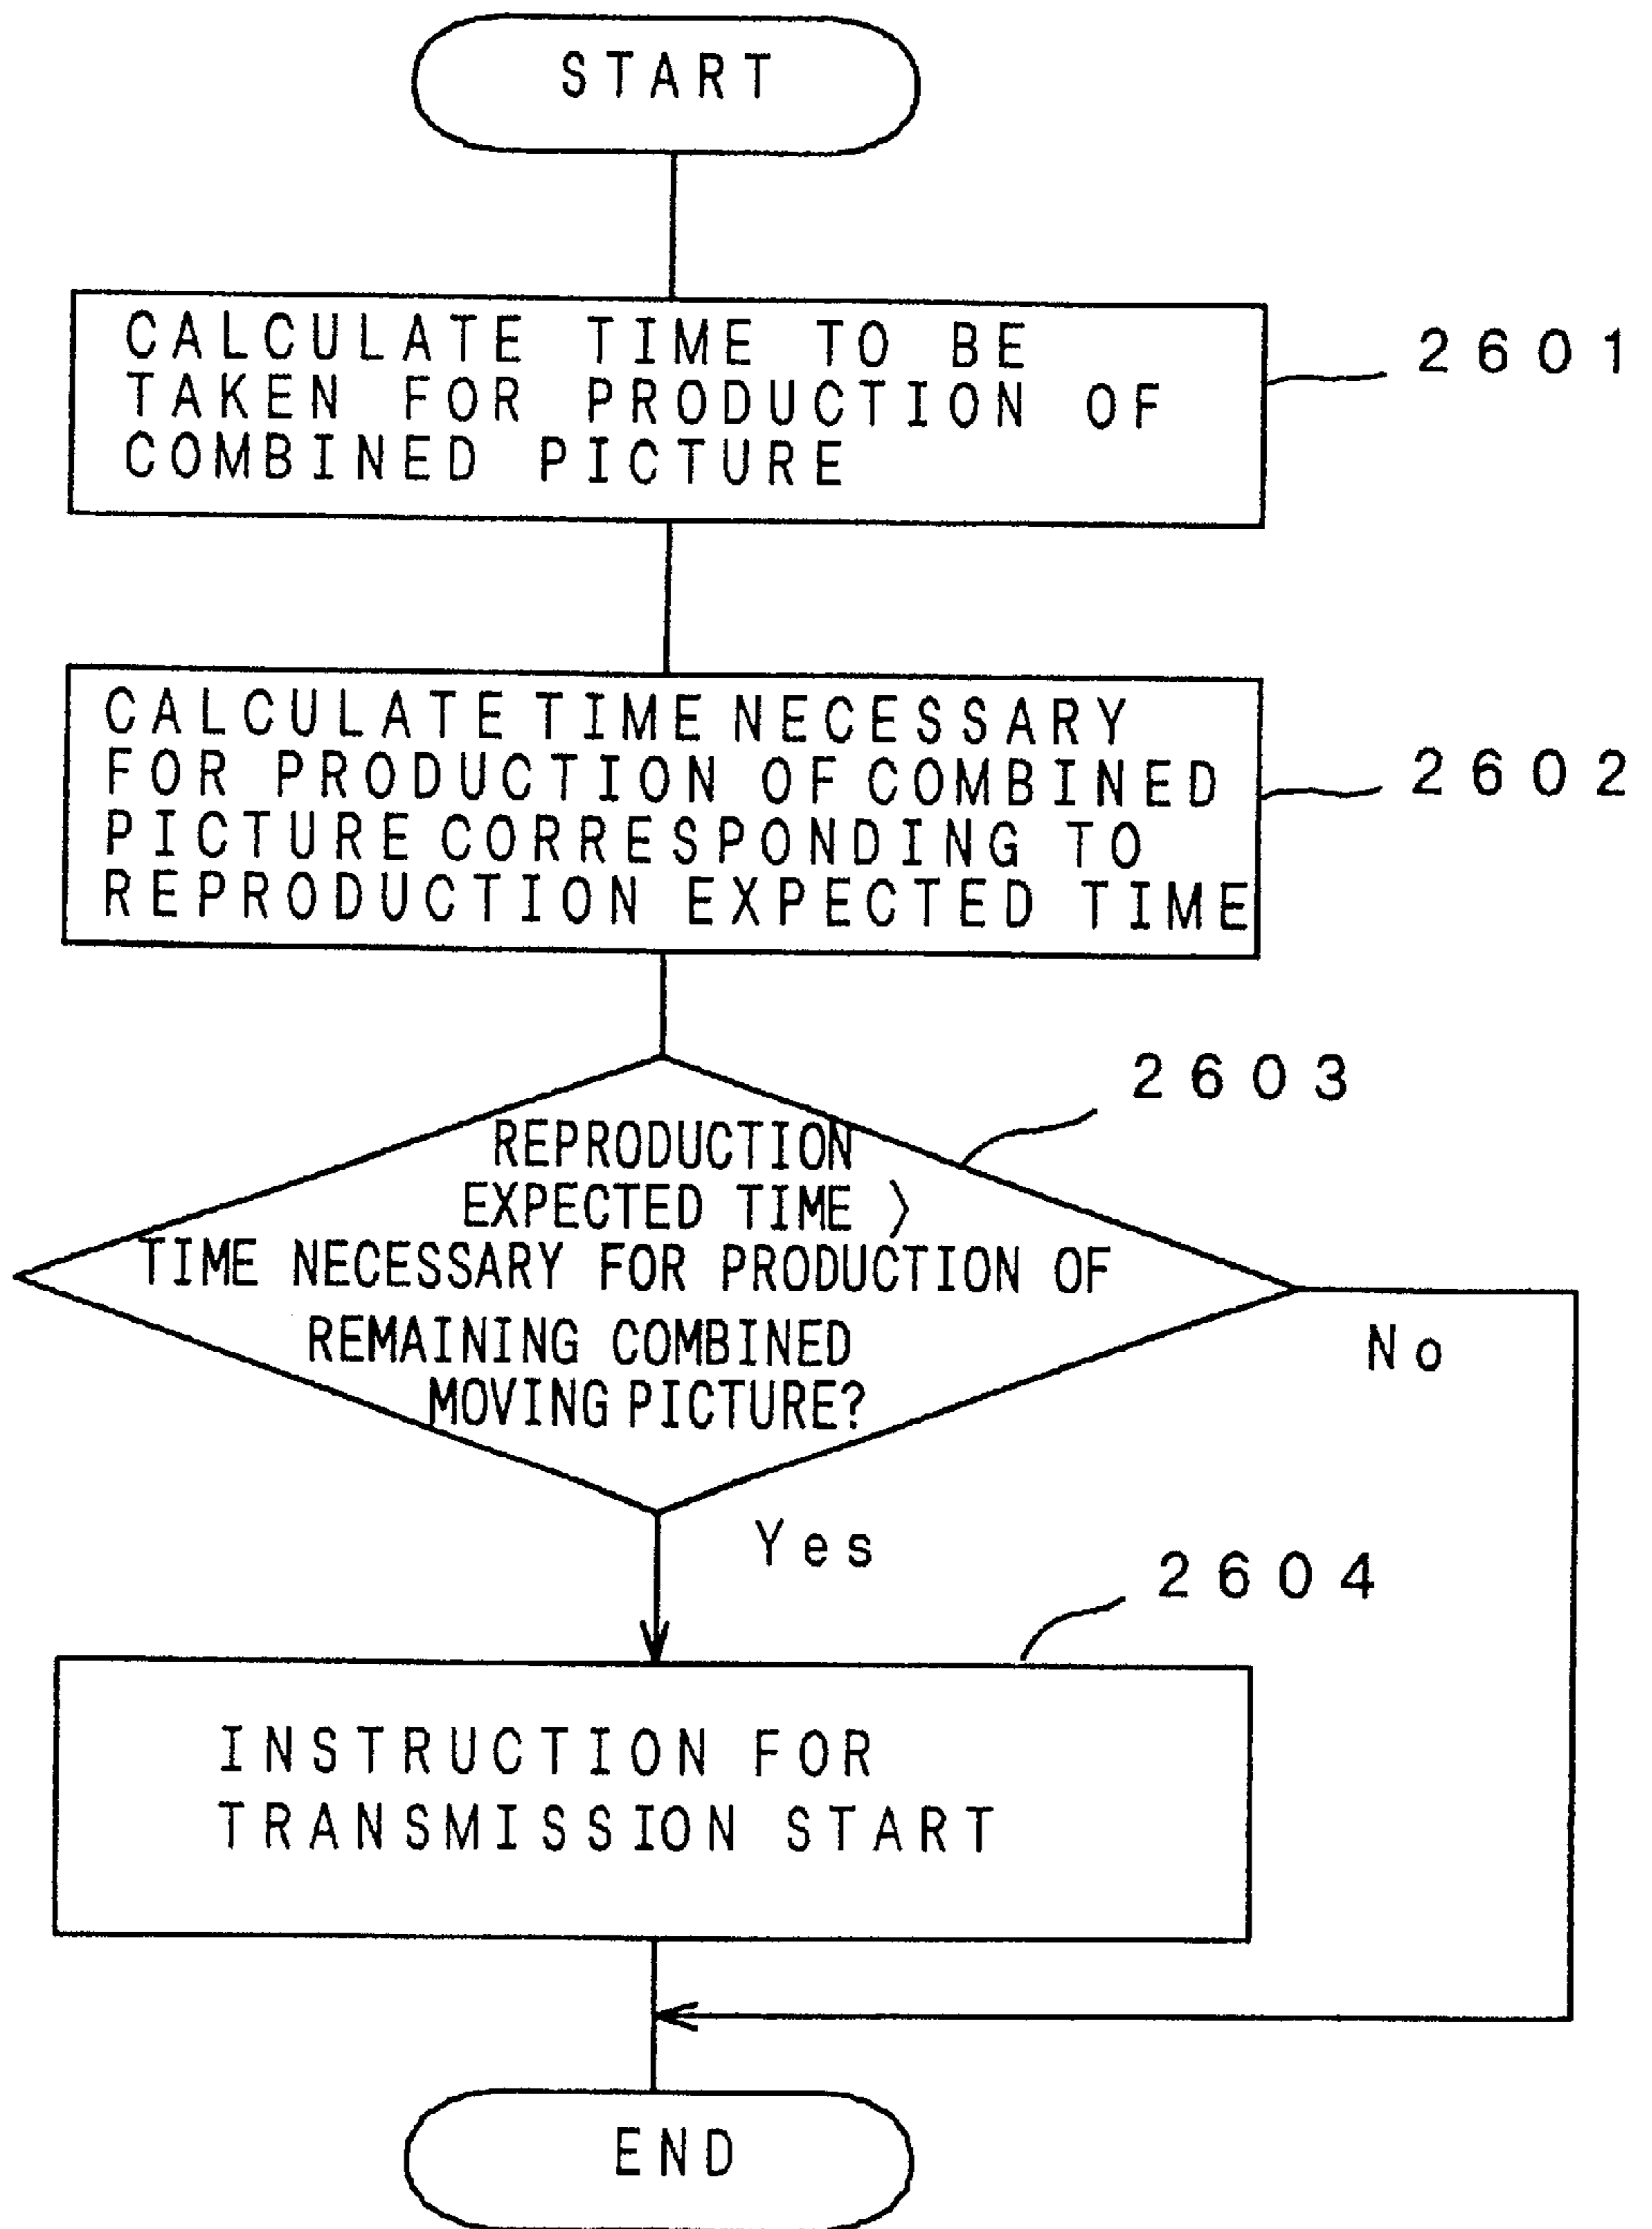 START
CALCULATE TIME TO BE
TAKEN FOR PRODUCTION OF
COMBINED PICTURE
2601
CALCULATE TIME NECESSARY
FOR PRODUCTION OF COMBINED
PICTURE CORRESPONDING TO
REPRODUCTION EXPECTED TIME
2602
2603
REPRODUCTION
EXPECTED TIME >
TIME NECESSARY FOR PRODUCTION OF
REMAINING COMBINED
MOVING PICTURE?
No
Yes
2604
INSTRUCTION FOR
TRANSMISSION START
END